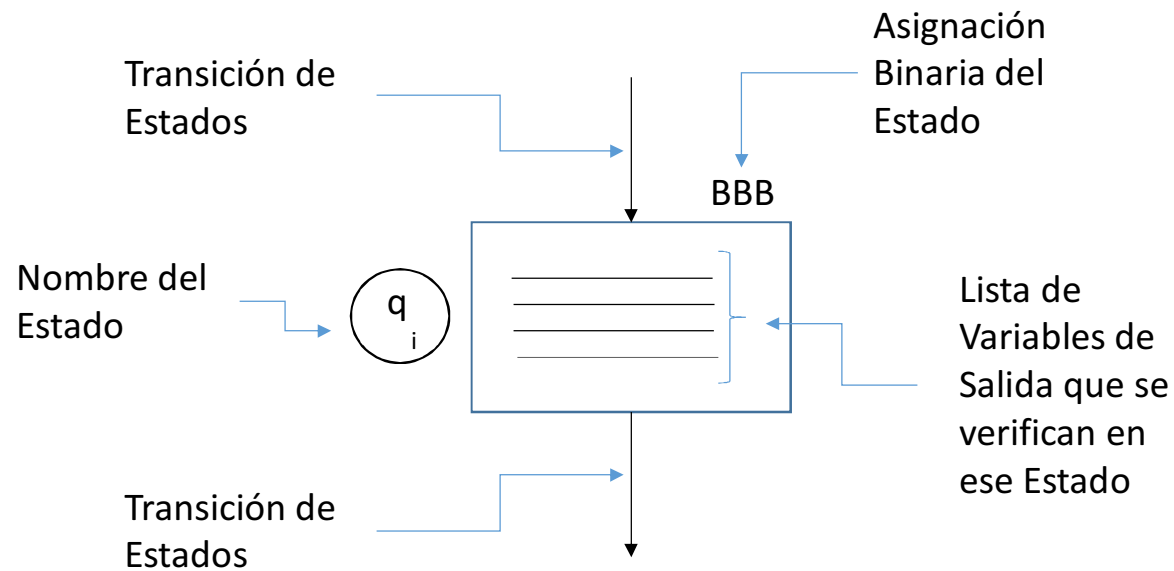 Transición de
Estados
Asignación
Binaria del
Estado
BBB
Nombre del
Estado
q
i
Lista de
Variables de
Salida que se
verifican en
ese Estado
Transición de
Estados